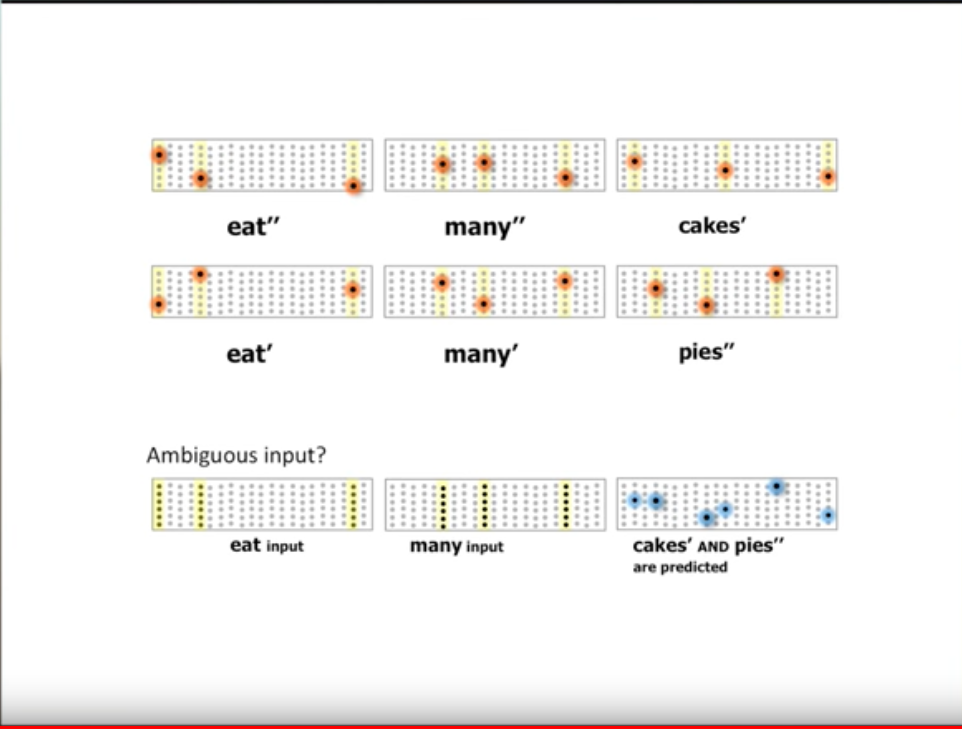 eat″ many″ cakes′
eat′ many′ pies″
Ambiguous input?
eat input many input cakes′ AND pies″
are predicted